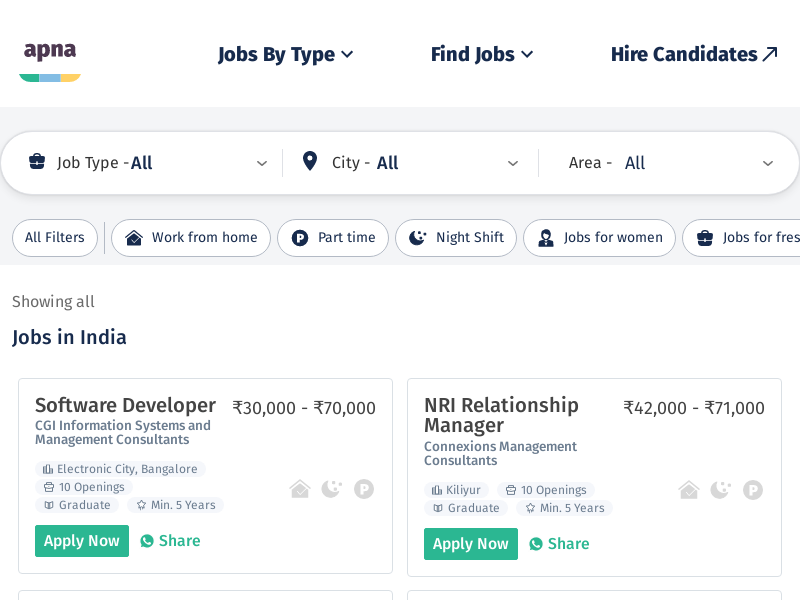 apna
Jobs By Type
Find Jobs
Hire Candidates
Job Type - All
City - All
Area - All
All Filters
Work from home
Part time
Night Shift
Jobs for women
Jobs for fres
Showing all
Jobs in India
Software Developer
₹30,000 - ₹70,000
CGI Information Systems and
Management Consultants
Electronic City, Bangalore
10 Openings
Graduate
Min. 5 Years
Apply Now
Share
NRI Relationship
Manager
₹42,000 - ₹71,000
Connexions Management
Consultants
Kiliyur
10 Openings
Graduate
Min. 5 Years
Apply Now
Share